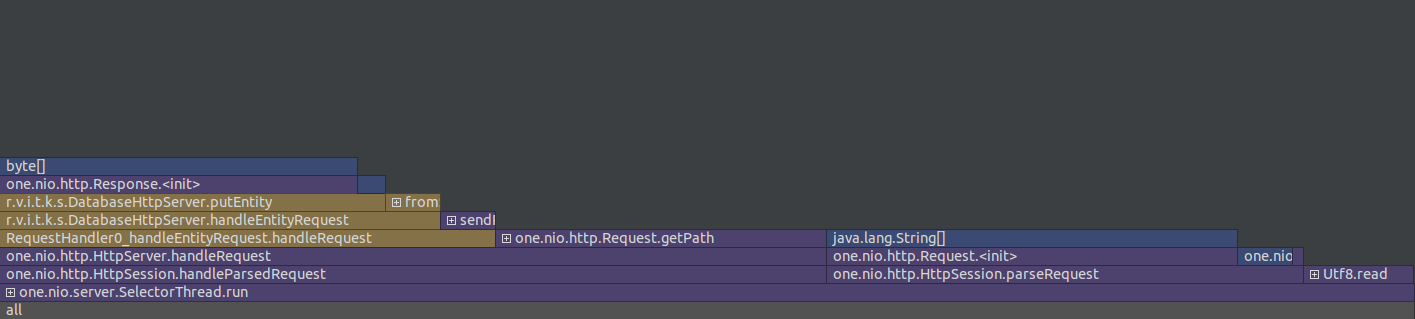 byte[]
one.nio.http.Response.<init>
r.v.i.t.k.s.DatabaseHttpServer.putEntity from
r.v.i.t.k.s.DatabaseHttpServer.handleEntityRequest
RequestHandler0_handleEntityRequest.handleRequest one.nio.http.Request.getPath java.lang.String[]
one.nio.http.HttpServer.handleRequest one.nio.http.Request.<init> one.nio
one.nio.http.HttpSession.handleParsedRequest one.nio.http.HttpSession.parseRequest Utf8.read
one.nio.server.SelectorThread.run
all